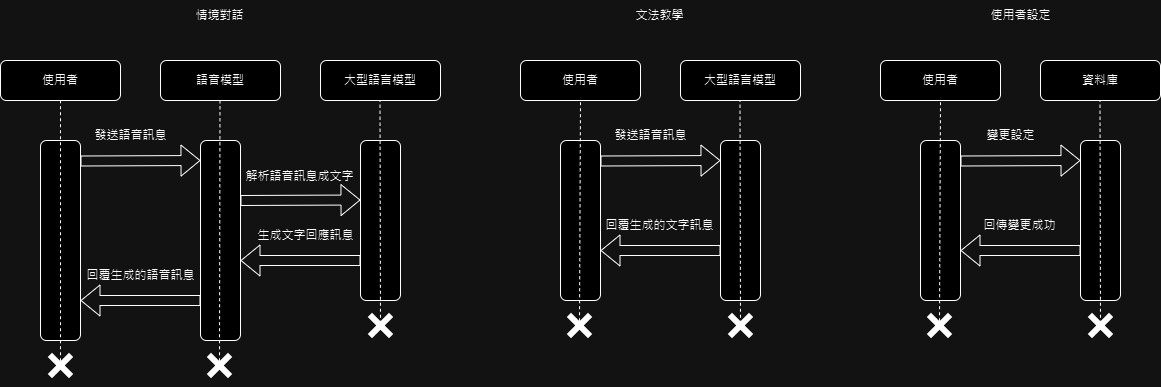 情境對話
使用者
語音模型
大型語言模型
發送語音訊息
解析語音訊息成文字
生成文字回應訊息
回覆生成的語音訊息
文法教學
使用者
大型語言模型
發送語音訊息
回覆生成的文字訊息
使用者設定
使用者
資料庫
變更設定
回傳變更成功